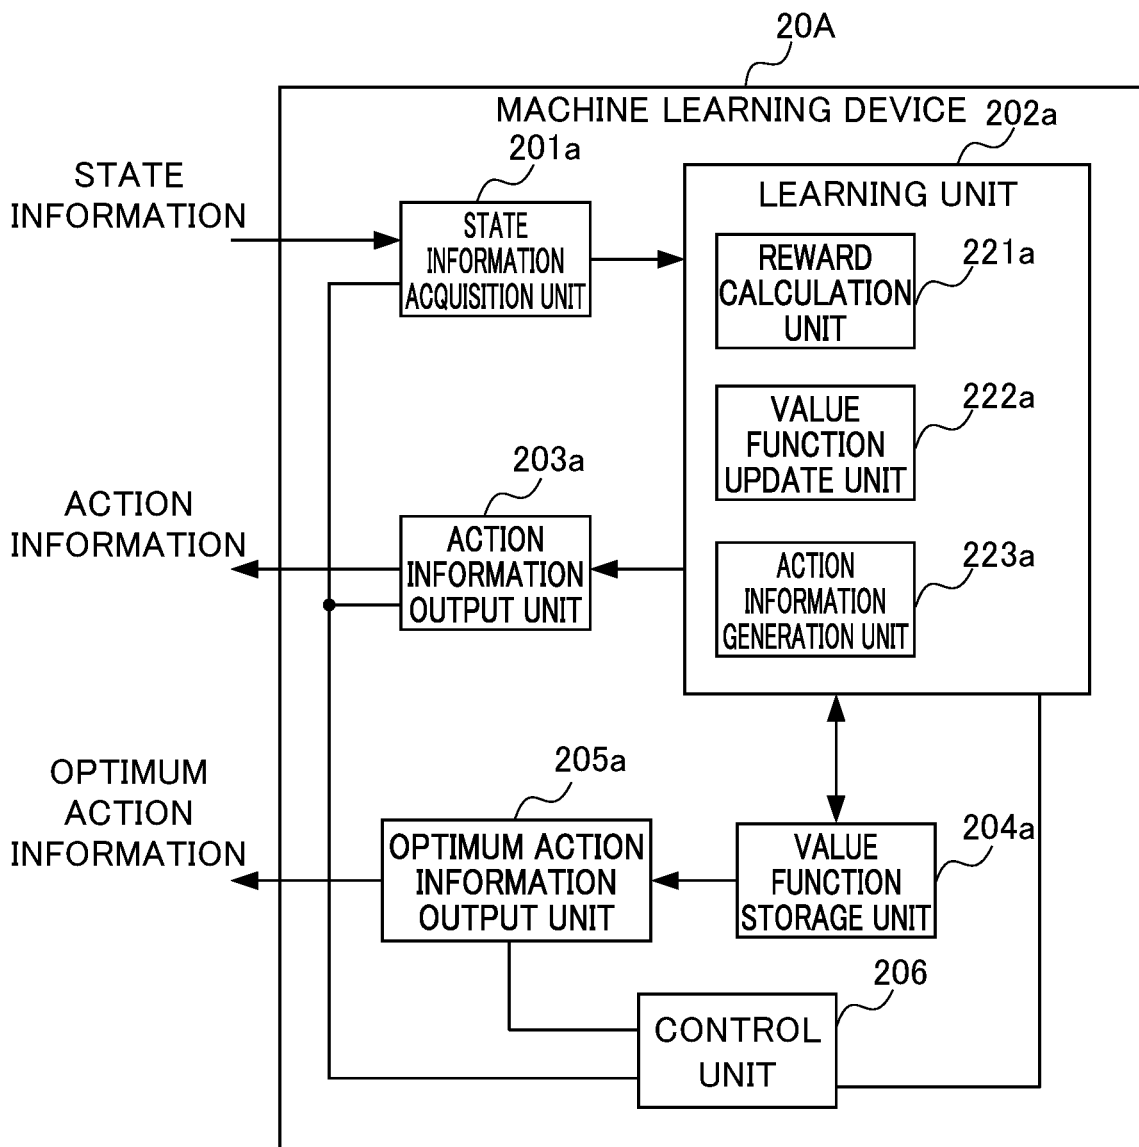 20A
MACHINE LEARNING DEVICE
201a
202a
STATE
INFORMATION
STATE
INFORMATION
ACQUISITION UNIT
LEARNING UNIT
REWARD
CALCULATION
UNIT
221a
VALUE
FUNCTION
UPDATE UNIT
222a
ACTION
INFORMATION
203a
ACTION
INFORMATION
OUTPUT UNIT
ACTION
INFORMATION
GENERATION UNIT
223a
OPTIMUM
ACTION
INFORMATION
205a
OPTIMUM ACTION
INFORMATION
OUTPUT UNIT
VALUE
FUNCTION
STORAGE UNIT
204a
CONTROL
UNIT
206